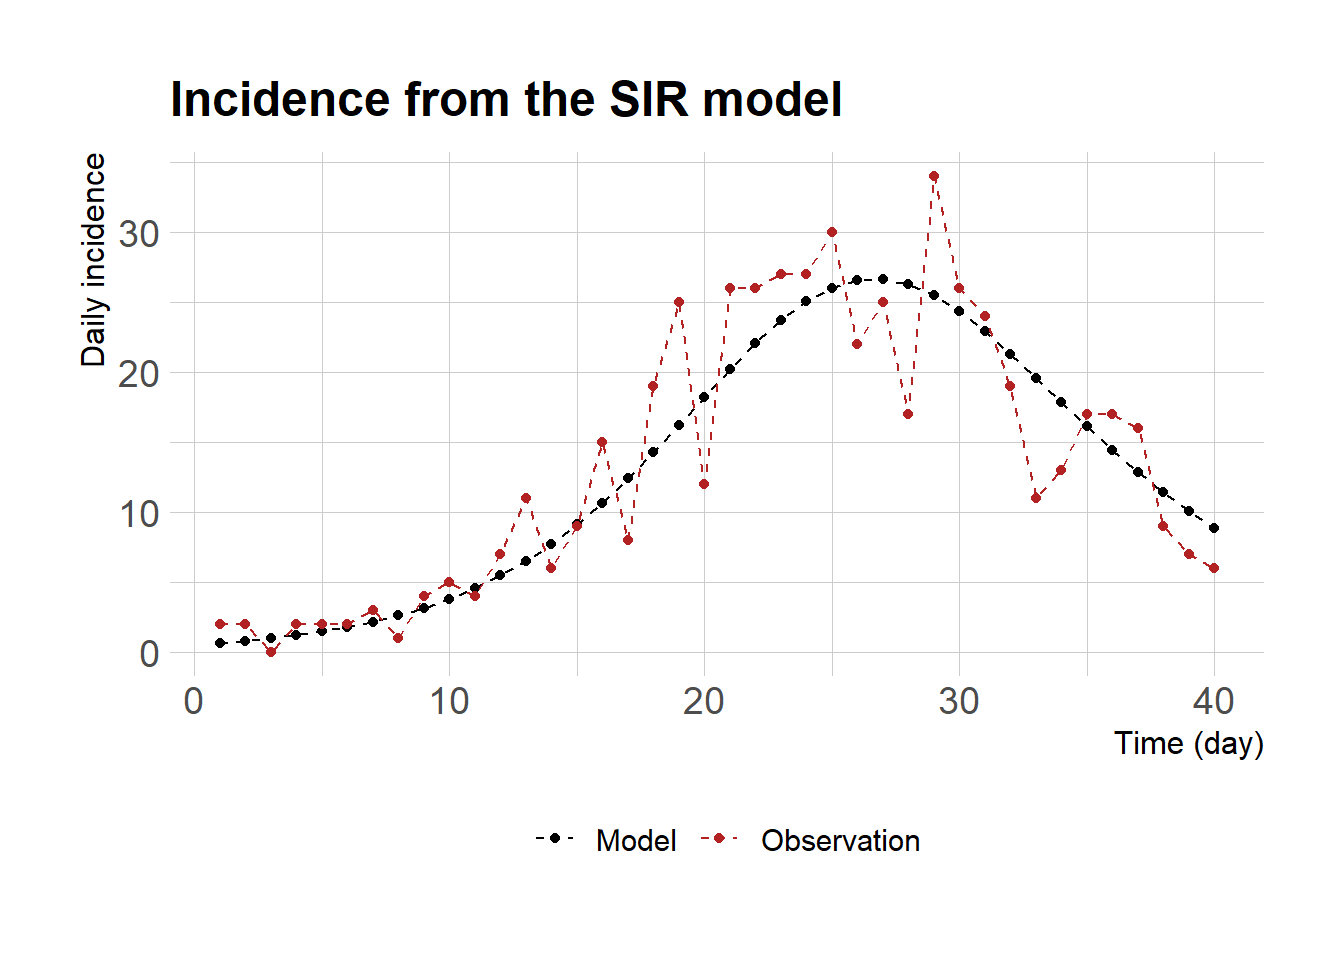 Incidence from the SIR model
Daily incidence
30
20
10
0
0 10 20 30 40
Time (day)
Model Observation